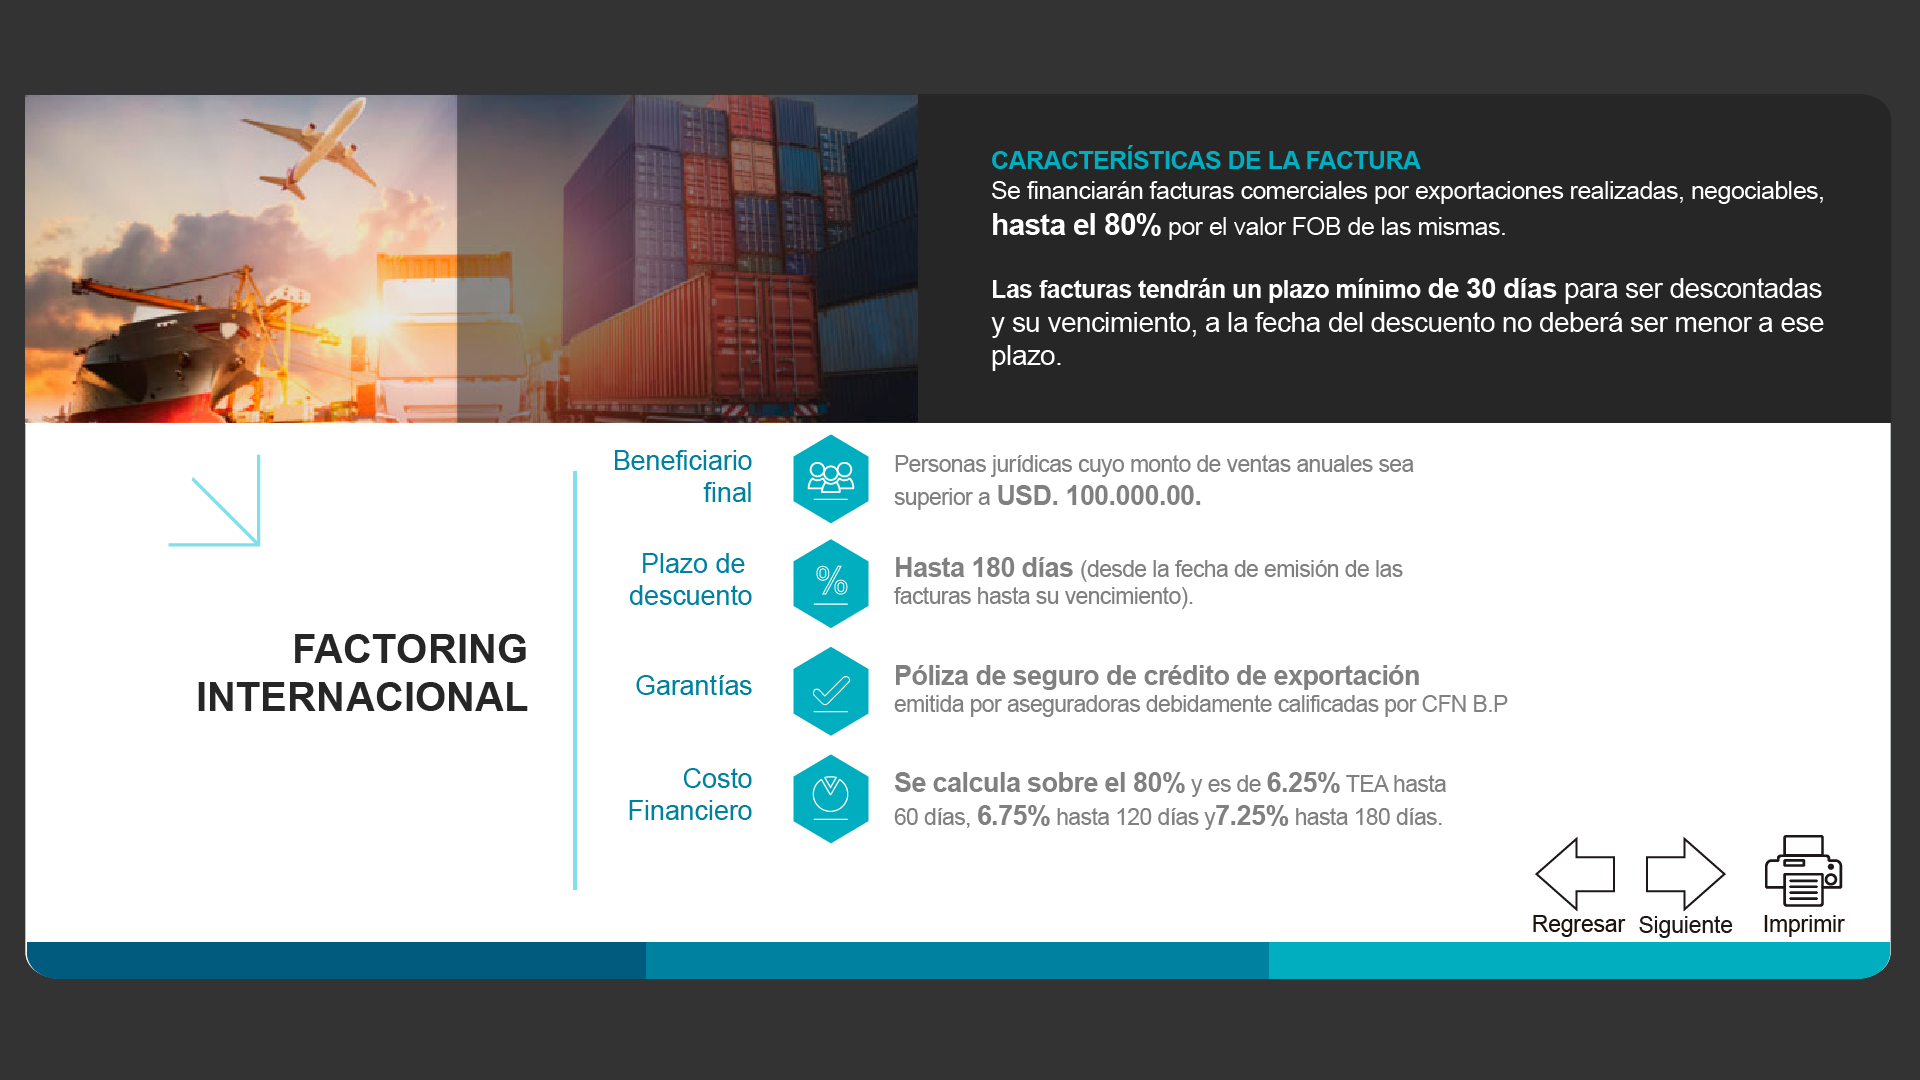 CARACTERÍSTICAS DE LA FACTURA
Se financiarán facturas comerciales por exportaciones realizadas, negociables,
hasta el 80% por el valor FOB de las mismas.
Las facturas tendrán un plazo mínimo de 30 días para ser descontadas
y su vencimiento, a la fecha del descuento no deberá ser menor a ese
plazo.
FACTORING
INTERNACIONAL
Beneficiario
final
Personas jurídicas cuyo monto de ventas anuales sea
superior a USD. 100.000.00.
Plazo de
descuento
%
Hasta 180 días (desde la fecha de emisión de las
facturas hasta su vencimiento).
Garantías
Póliza de seguro de crédito de exportación
emitida por aseguradoras debidamente calificadas por CFN B.P
Costo
Financiero
Se calcula sobre el 80% y es de 6.25% TEA hasta
60 días, 6.75% hasta 120 días y7.25% hasta 180 días.
Regresar
Siguiente
Imprimir